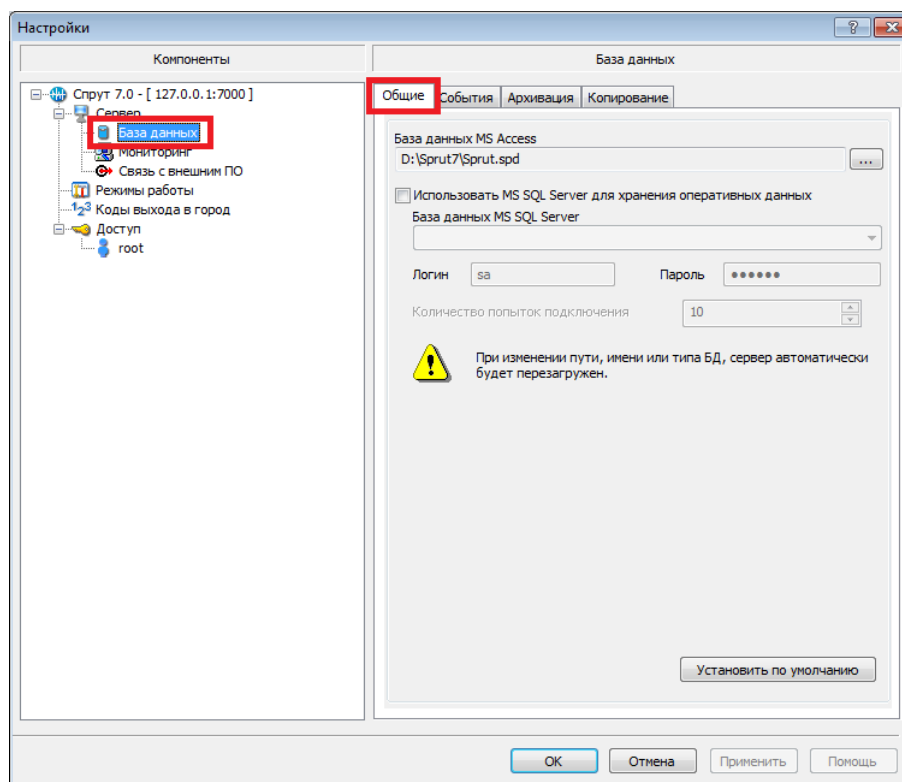 Настройки
Компоненты
База данных
Спрут 7.0 - [ 127.0.0.1:7000 ]
Сервер
База данных
Мониторинг
Связь с внешним ПО
Режимы работы
Коды выхода в город
Доступ
root
Общие События Архивация Копирование
База данных MS Access
D:\Sprut7\Sprut.spd
...
Использовать MS SQL Server для хранения оперативных данных
База данных MS SQL Server
Логин sa Пароль ●●●●●●
Количество попыток подключения 10
При изменении пути, имени или типа БД, сервер автоматически
будет перезагружен.
Установить по умолчанию
OK Отмена Применить Помощь